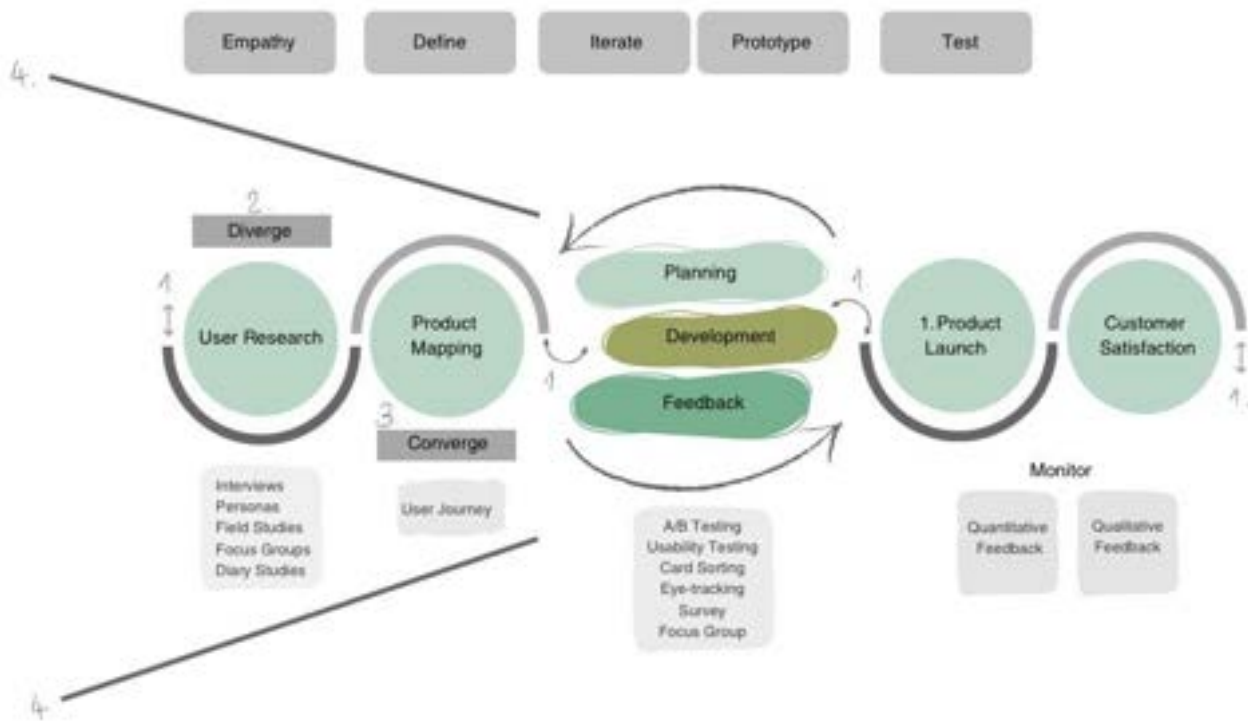 Empathy
Define
Iterate
Prototype
Test
4.
2.
Diverge
1
User Research
Product
Mapping
3
Converge
1
Planning
Development
Feedback
1.
1. Product
Launch
Customer
Satisfaction
1.
Interviews
Personas
Field Studies
Focus Groups
Diary Studies
User Journey
A/B Testing
Usability Testing
Card Sorting
Eye-tracking
Survey
Focus Group
Monitor
Quantitative
Feedback
Qualitative
Feedback
4